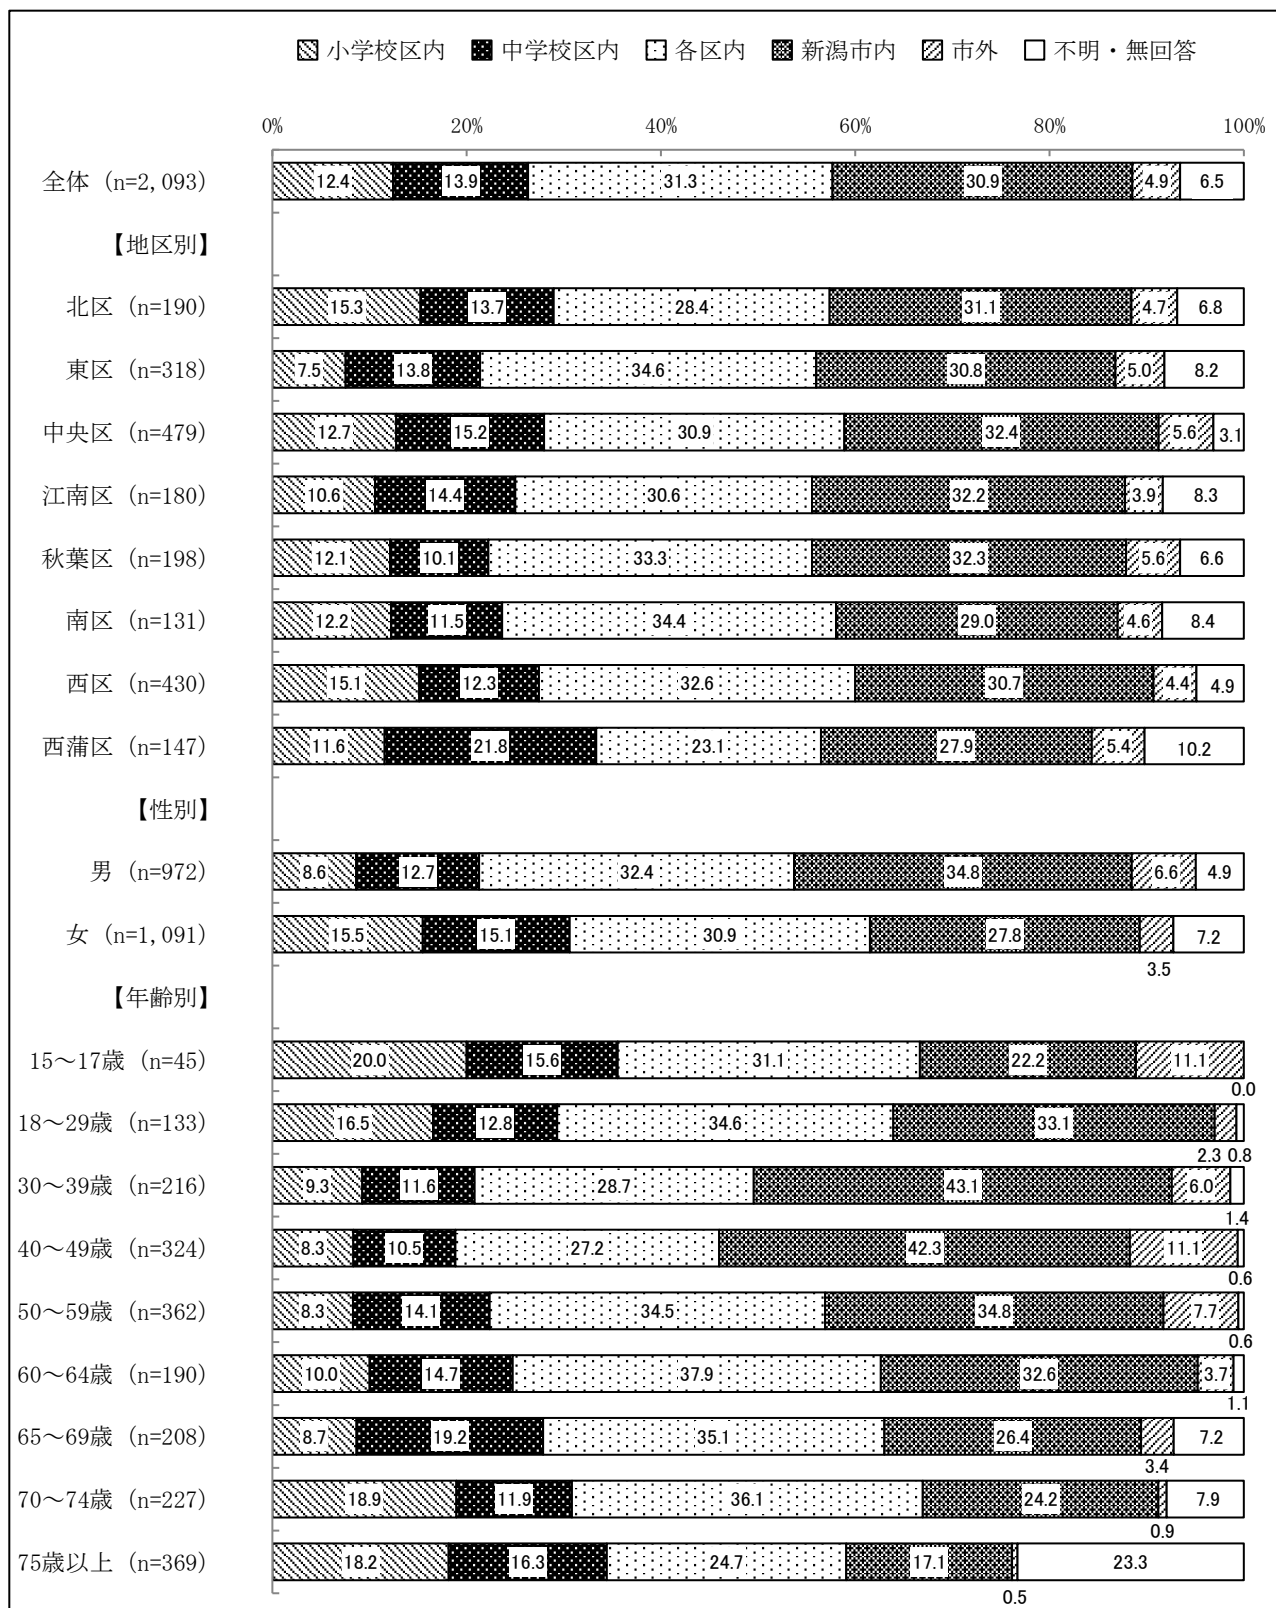 小学校区内 中学校区内 各区内 新潟市内 市外 不明・無回答
0% 20% 40% 60% 80% 100%
全体 (n=2,093) 12.4 13.9 31.3 30.9 4.9 6.5
【地区別】
北区 (n=190) 15.3 13.7 28.4 31.1 4.7 6.8
東区 (n=318) 7.5 13.8 34.6 30.8 5.0 8.2
中央区 (n=479) 12.7 15.2 30.9 32.4 5.6 3.1
江南区 (n=180) 10.6 14.4 30.6 32.2 3.9 8.3
秋葉区 (n=198) 12.1 10.1 33.3 32.3 5.6 6.6
南区 (n=131) 12.2 11.5 34.4 29.0 4.6 8.4
西区 (n=430) 15.1 12.3 32.6 30.7 4.4 4.9
西蒲区 (n=147) 11.6 21.8 23.1 27.9 5.4 10.2
【性別】
男 (n=972) 8.6 12.7 32.4 34.8 6.6 4.9
女 (n=1,091) 15.5 15.1 30.9 27.8 3.5 7.2
【年齢別】
15～17歳 (n=45) 20.0 15.6 31.1 22.2 11.1 0.0
18～29歳 (n=133) 16.5 12.8 34.6 33.1 2.3 0.8
30～39歳 (n=216) 9.3 11.6 28.7 43.1 6.0 1.4
40～49歳 (n=324) 8.3 10.5 27.2 42.3 11.1 0.6
50～59歳 (n=362) 8.3 14.1 34.5 34.8 7.7 0.6
60～64歳 (n=190) 10.0 14.7 37.9 32.6 3.7 1.1
65～69歳 (n=208) 8.7 19.2 35.1 26.4 3.4 7.2
70～74歳 (n=227) 18.9 11.9 36.1 24.2 0.9 7.9
75歳以上 (n=369) 18.2 16.3 24.7 17.1 0.5 23.3